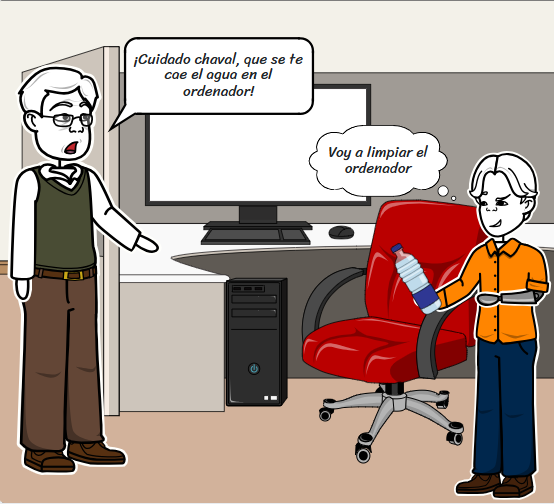 ¡Cuidado chaval, que se te
cae el agua en el
ordenador!
Voy a limpiar el
ordenador